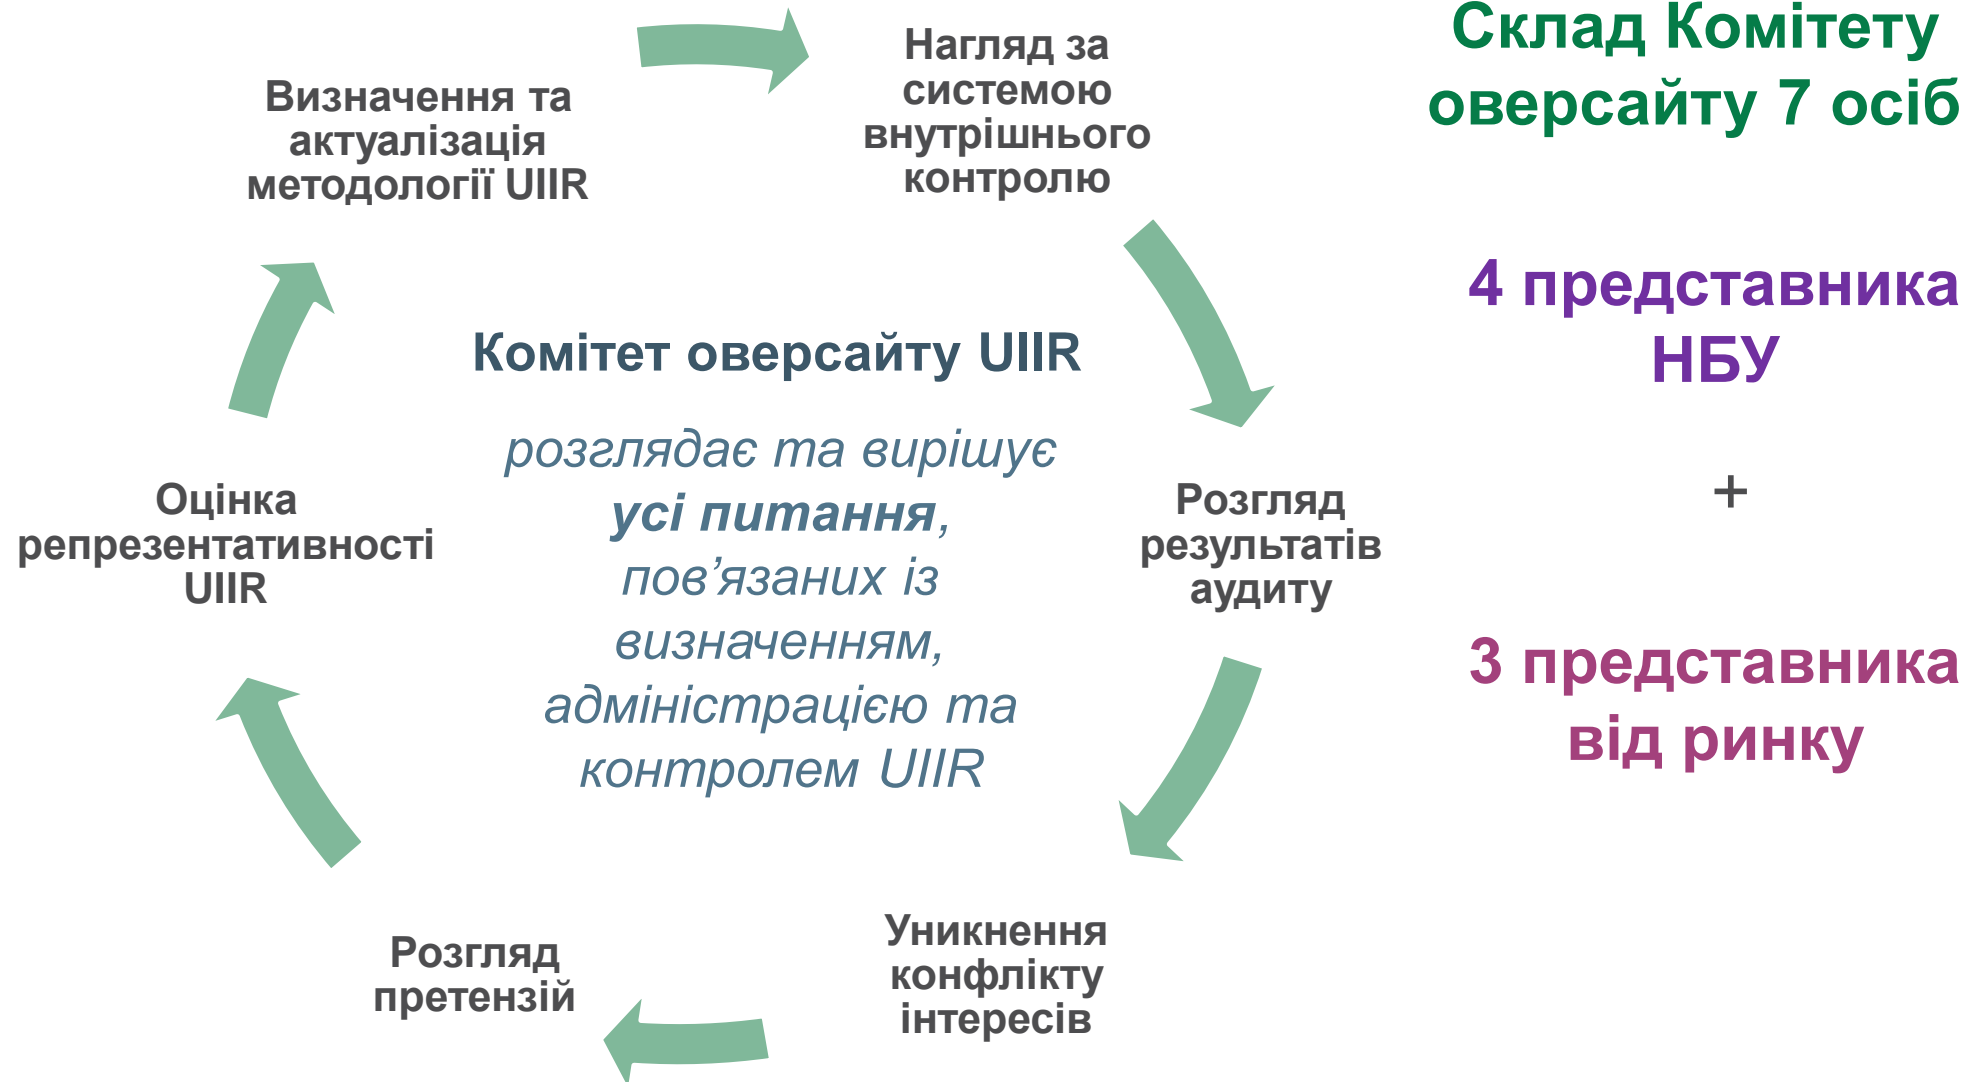 Визначення та
актуалізація
методології UIIR
Нагляд за
системою
внутрішнього
контролю
Розгляд
результатів
аудиту
Уникнення
конфлікту
інтересів
Розгляд
претензій
Оцінка
репрезентативності
UIIR
Комітет оверсайту UIIR
розглядає та вирішує
усі питання,
пов’язаних із
визначенням,
адміністрацією та
контролем UIIR
Склад Комітету
оверсайту 7 осіб
4 представника
НБУ
+
3 представника
від ринку